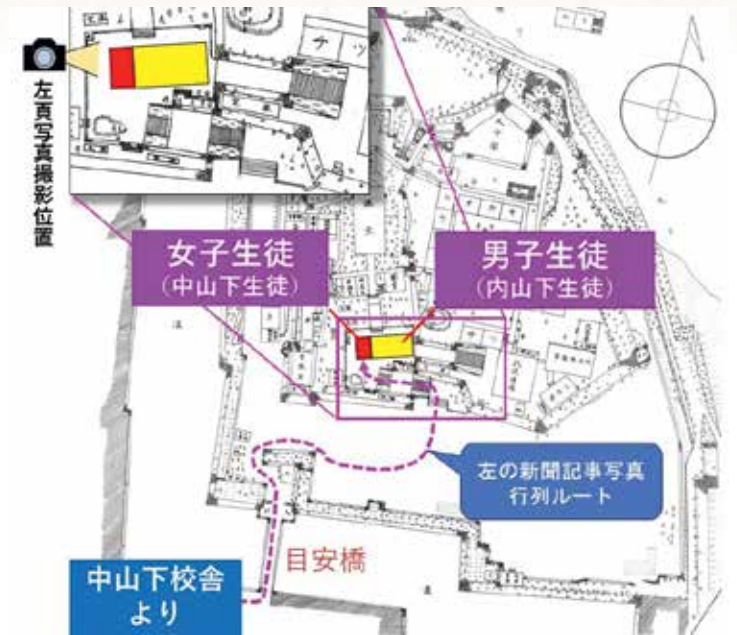 左頁写真撮影位置
女子生徒
(中山下生徒)
男子生徒
(内山下生徒)
左の新聞記事写真
行列ルート
目安橋
中山下校舎
より